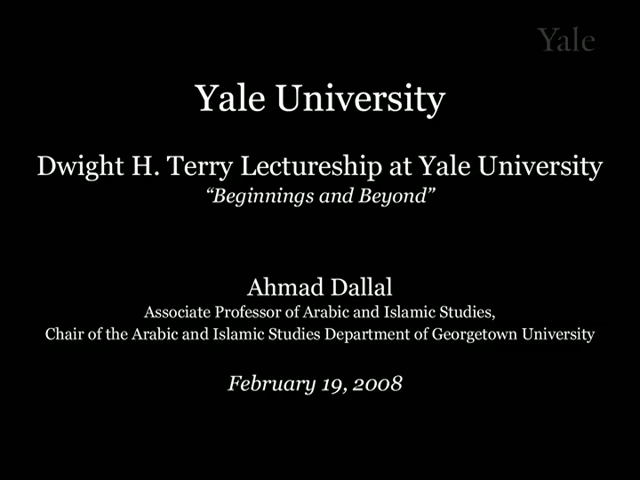 Yale
Yale University
Dwight H. Terry Lectureship at Yale University
“Beginnings and Beyond”
Ahmad Dallal
Associate Professor of Arabic and Islamic Studies,
Chair of the Arabic and Islamic Studies Department of Georgetown University
February 19, 2008